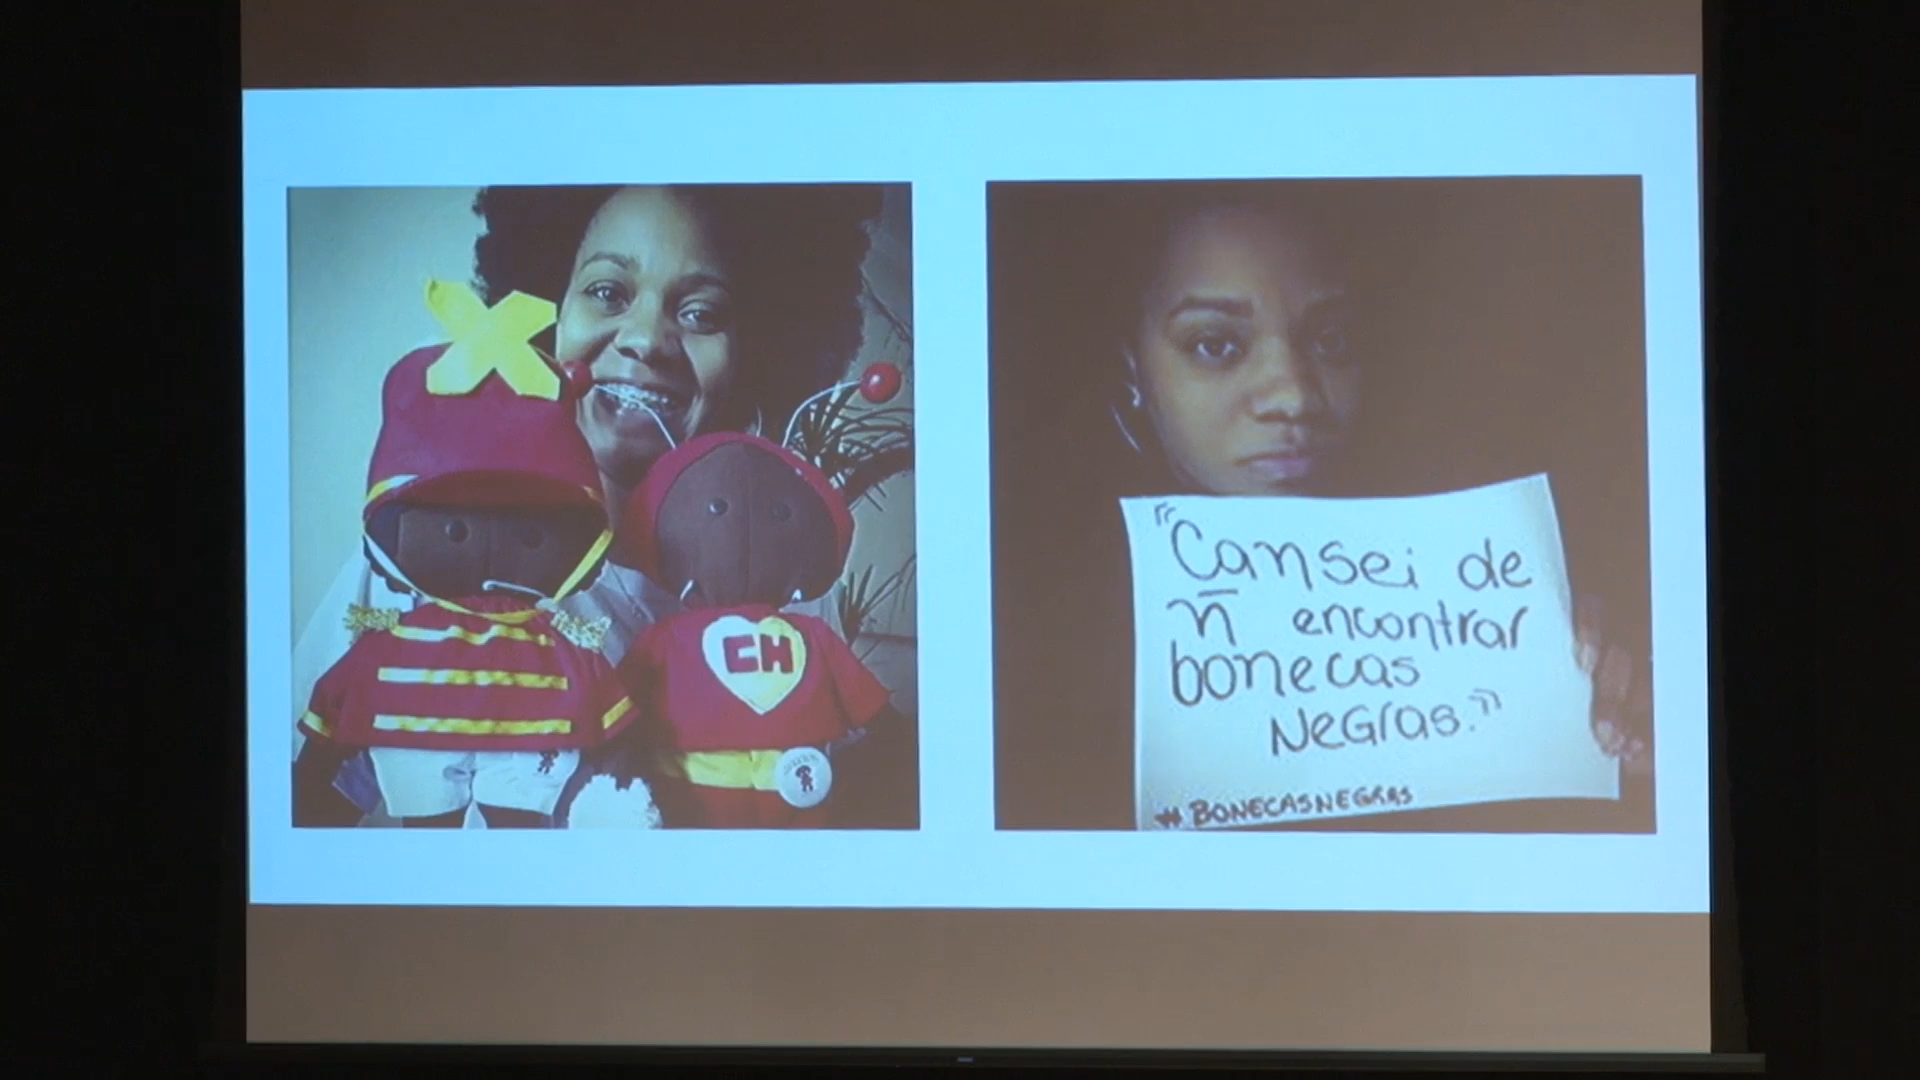 CH
"Cansei de
ñ encontrar
bonecas
NeGras."
#BONECASNEGRAS